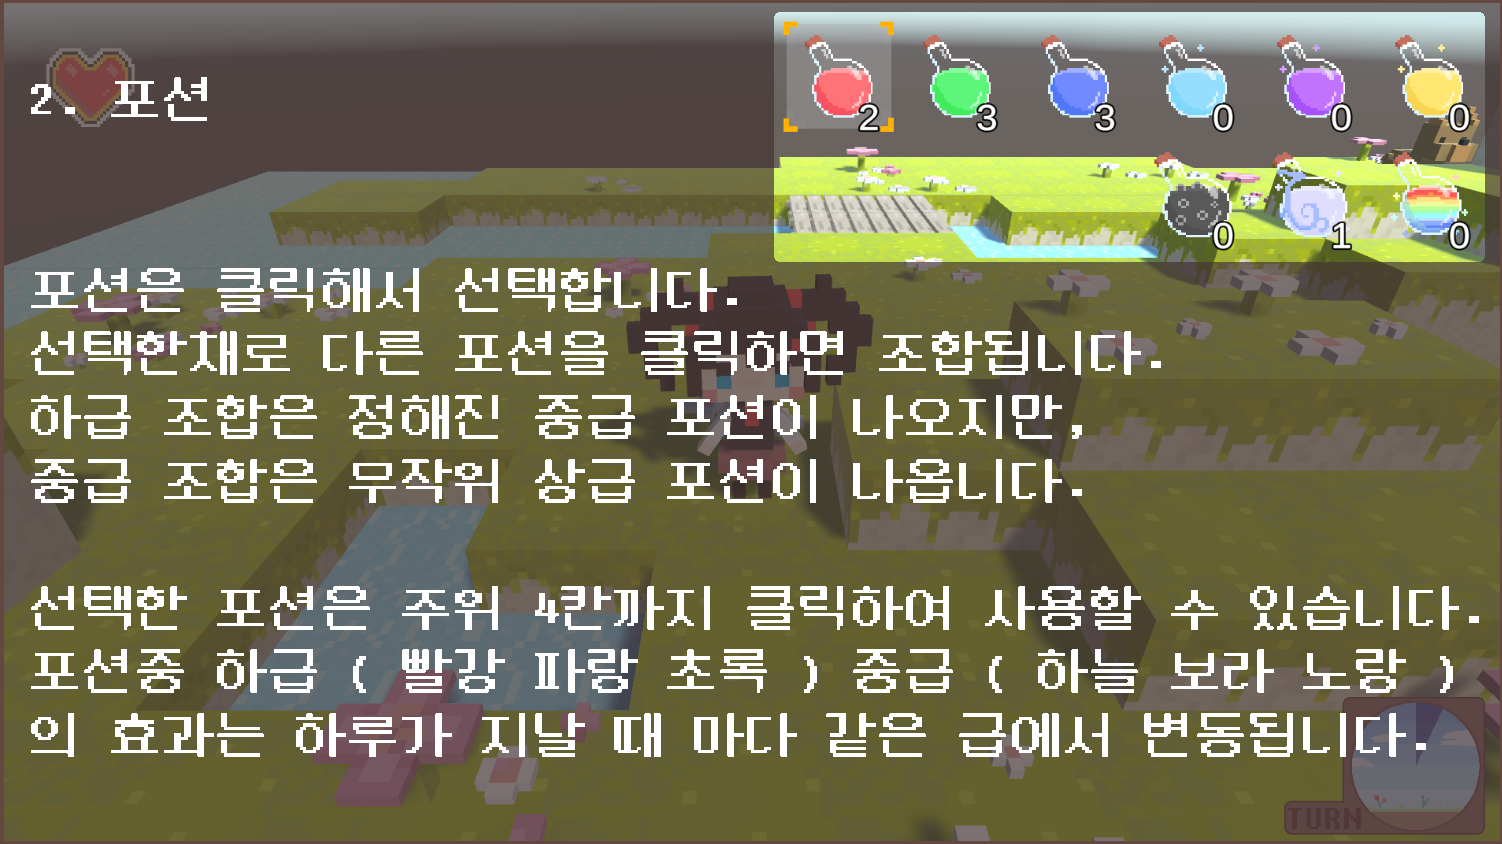 2. 포션
2 3 3 0 0 0
0 1 0
포션은 클릭해서 선택합니다.
선택한채로 다른 포션을 클릭하면 조합됩니다.
하급 조합은 정해진 중급 포션이 나오지만,
중급 조합은 무작위 상급 포션이 나옵니다.
선택한 포션은 주위 4칸까지 클릭하여 사용할 수 있습니다.
포션중 하급 ( 빨강 파랑 초록 ) 중급 ( 하늘 보라 노랑 )
의 효과는 하루가 지날 때 마다 같은 급에서 변동됩니다.
TURN